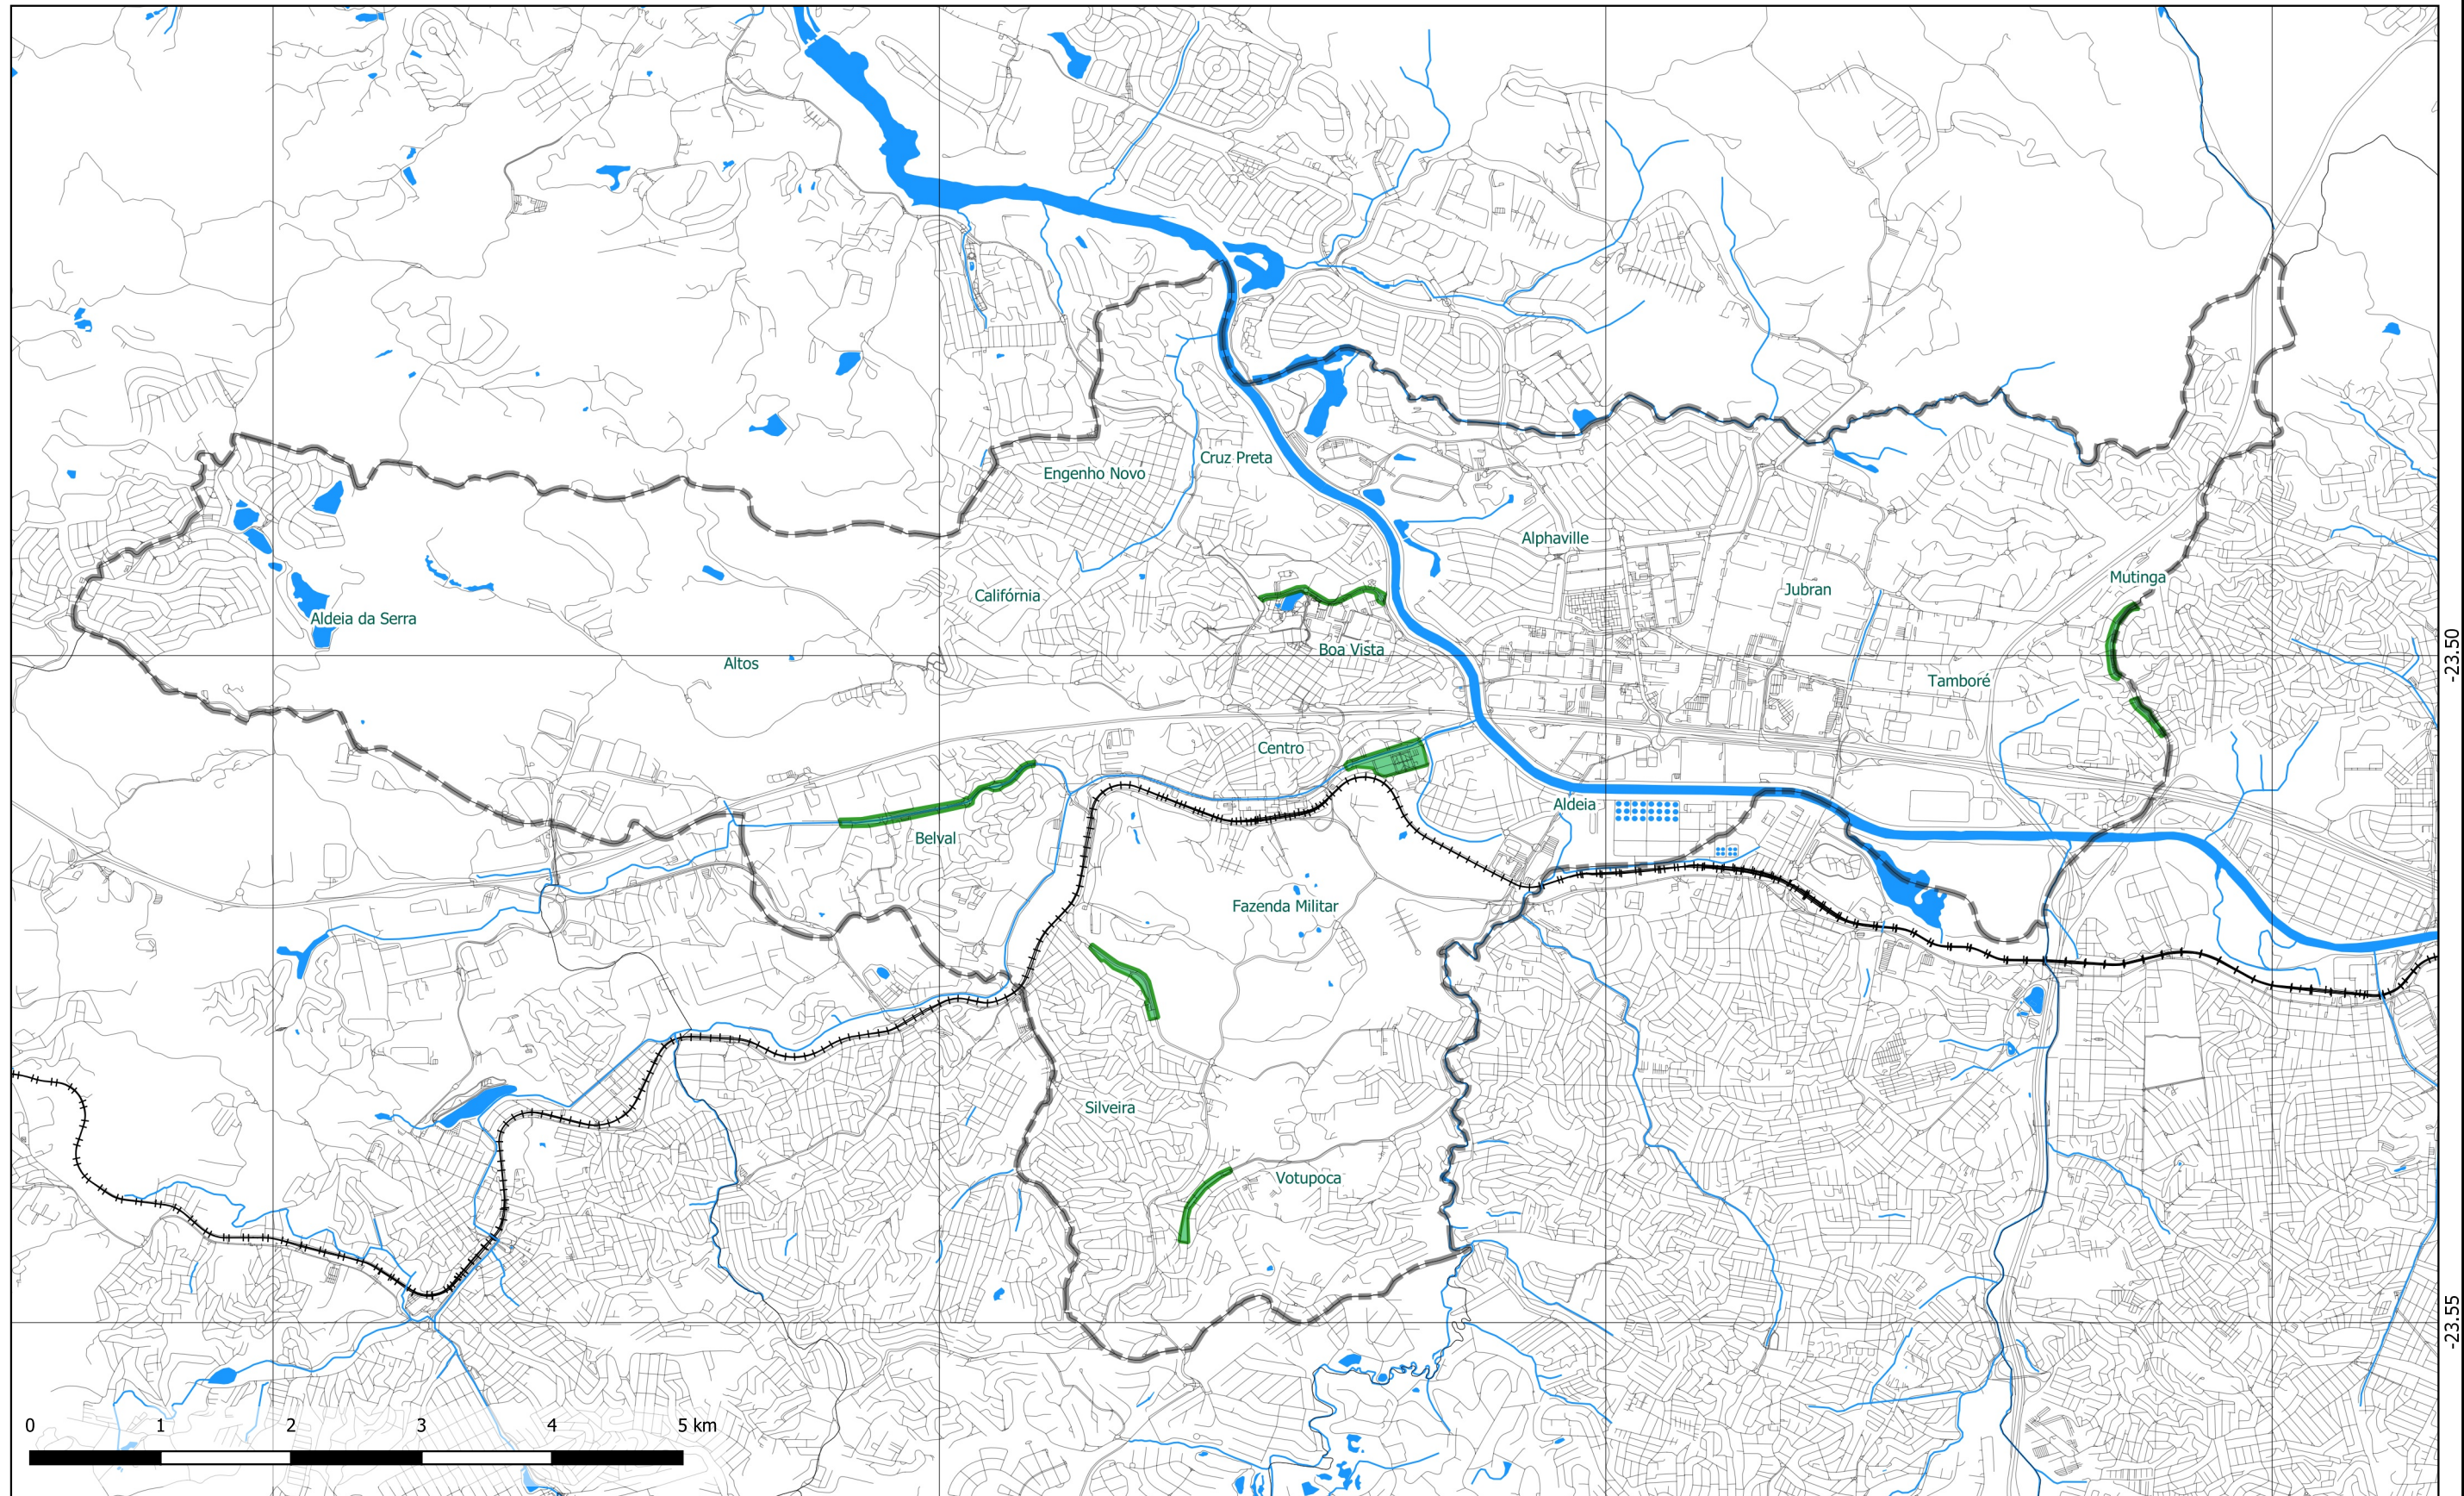 Cruz Preta
Engenho Novo
Alphaville
Mutinga
Jubran
Califórnia
Aldeia da Serra
Boa Vista
-23.50
Altos
Tamboré
Centro
Aldeia
Belval
Fazenda Militar
Silveira
Votupoca
-23.55
0 1 2 3 4 5 km